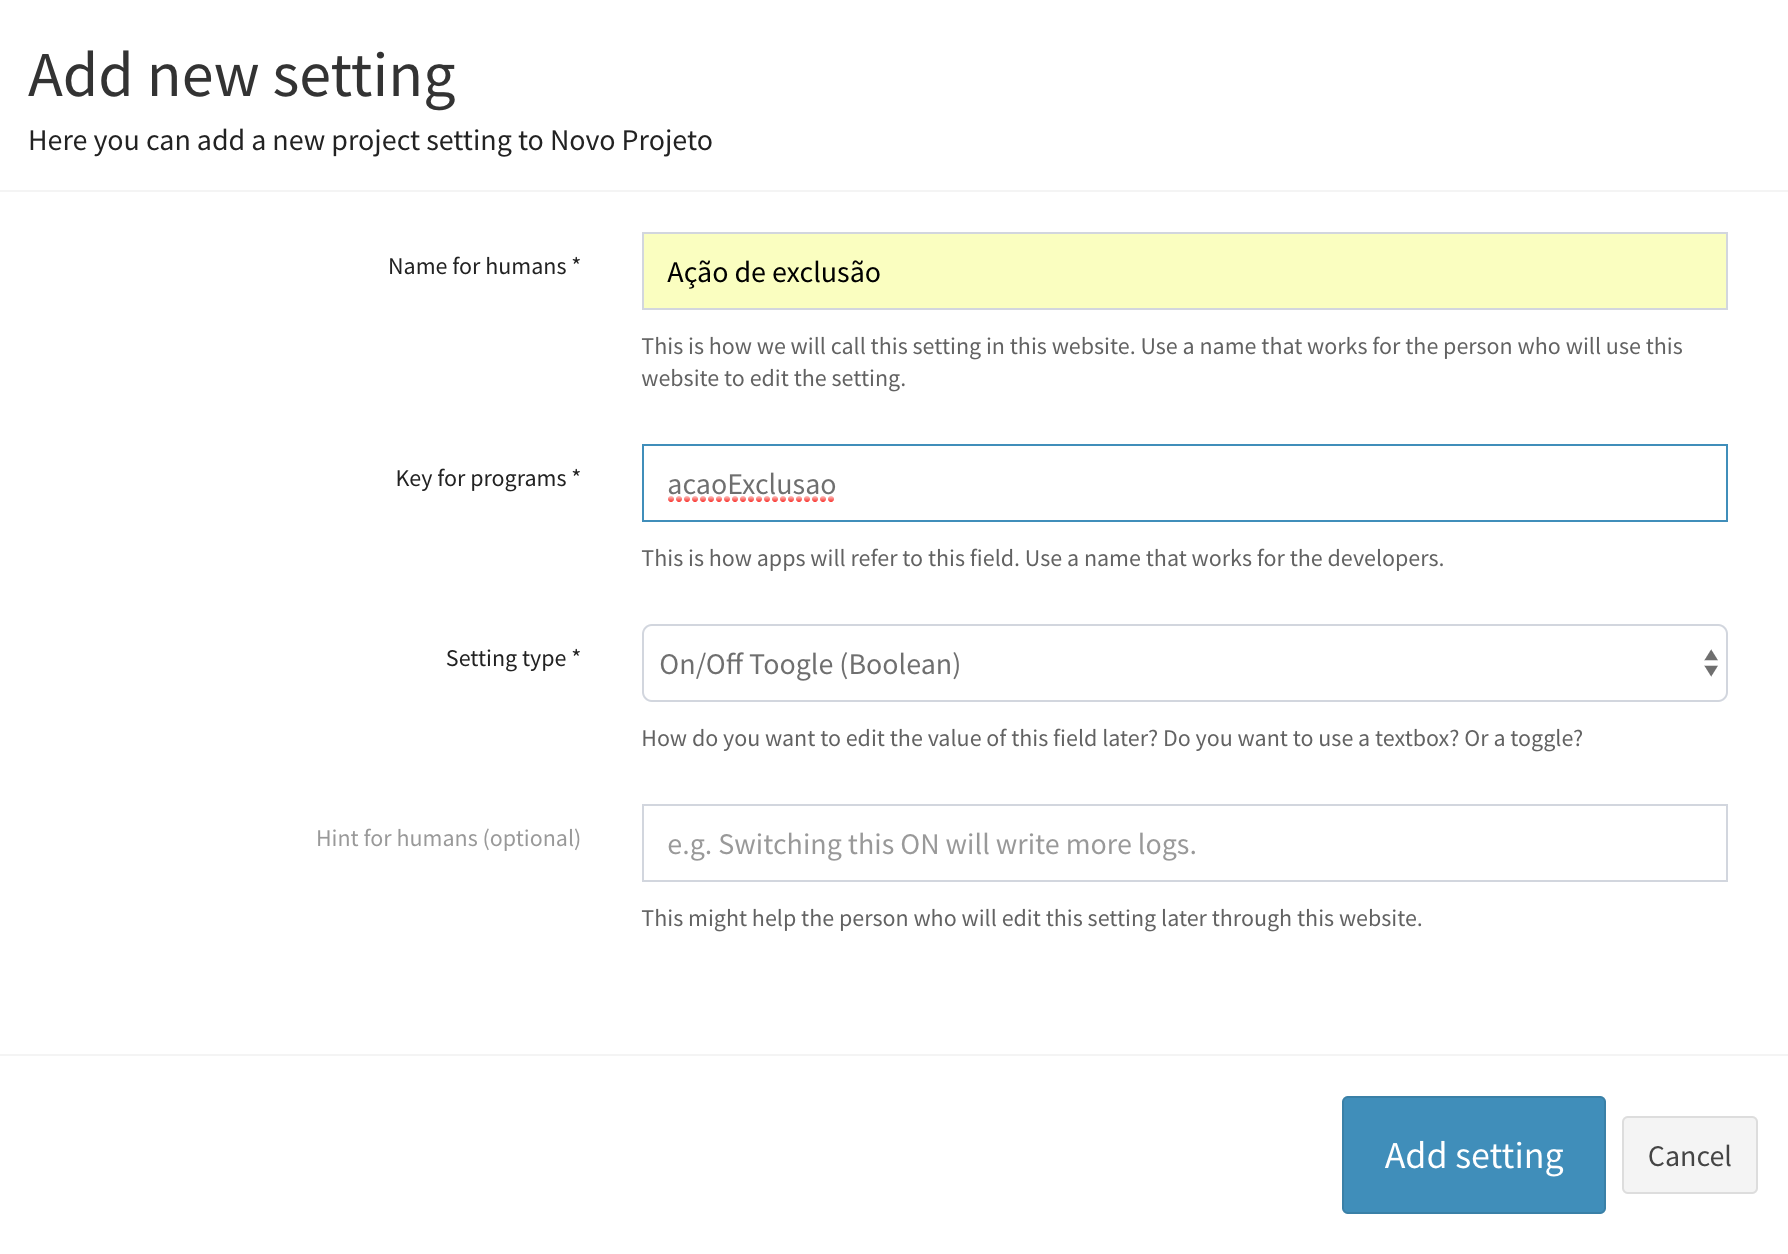 Add new setting
Here you can add a new project setting to Novo Projeto
Name for humans *
Ação de exclusão
This is how we will call this setting in this website. Use a name that works for the person who will use this
website to edit the setting.
Key for programs *
acaoExclusao
This is how apps will refer to this field. Use a name that works for the developers.
Setting type *
On/Off Toogle (Boolean)
How do you want to edit the value of this field later? Do you want to use a textbox? Or a toggle?
Hint for humans (optional)
e.g. Switching this ON will write more logs.
This might help the person who will edit this setting later through this website.
Add setting
Cancel